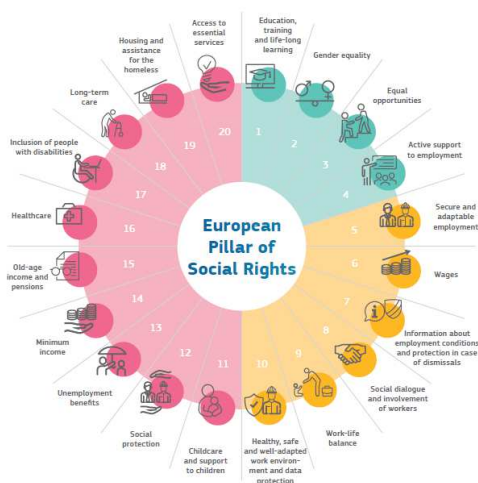 Education,
training
and life-long
learning
Gender equality
Equal
opportunities
Active support
to employment
Secure and
adaptable
employment
Wages
Information about
employment conditions
and protection in case
of dismissals
Social dialogue
and involvement
of workers
Work-life
balance
Healthy, safe
and well-adapted
work environ-
ment and data
protection
Childcare
and support
to children
Social
protection
Unemployment
benefits
Minimum
income
Old-age
income and
pensions
Healthcare
Inclusion of people
with disabilities
Long-term
care
Housing and
assistance
for the
homeless
Access to
essential
services
1
2
3
4
5
6
7
8
9
10
11
12
13
14
15
16
17
18
19
20
European
Pillar of
Social Rights